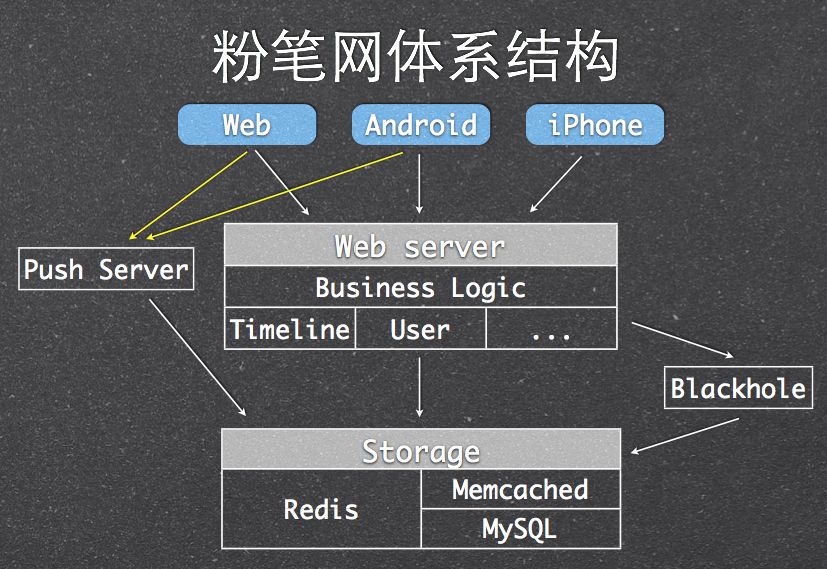 粉笔网体系结构
Web Android iPhone
Web server
Push Server
Business Logic
Timeline User ...
Blackhole
Storage
Redis
Memcached
MySQL